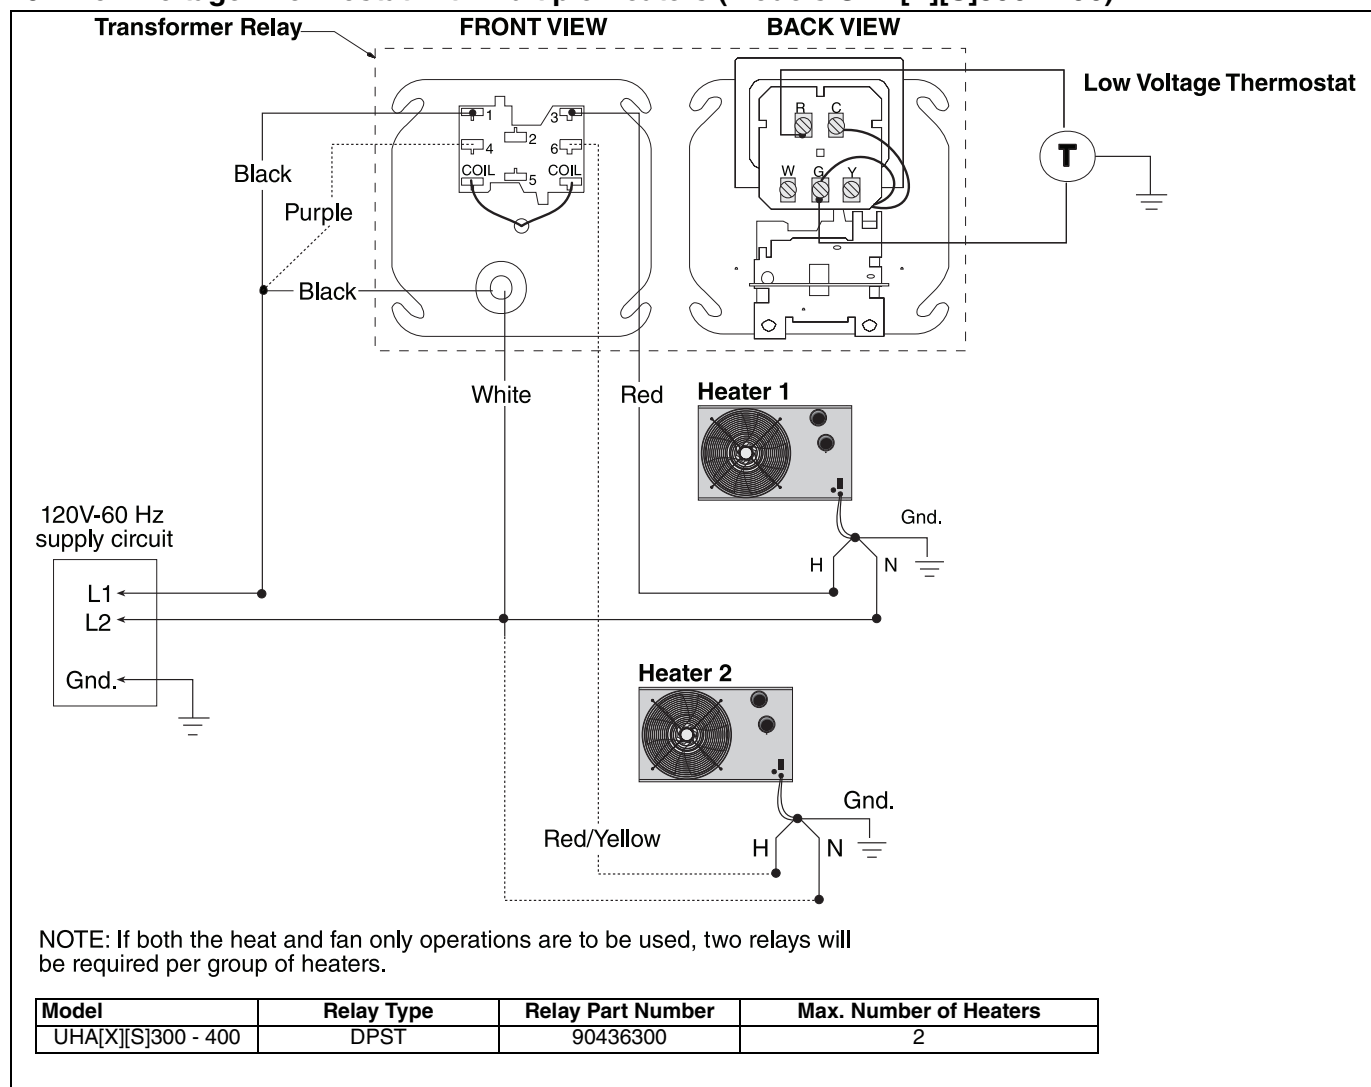 Transformer Relay
FRONT VIEW
BACK VIEW
Low Voltage Thermostat
1
3
2
4
6
COIL
5
COIL
R
C
W
G
Y
T
Black
Purple
Black
White
Red
Heater 1
120V-60 Hz
supply circuit
Gnd.
H
N
L1
L2
Gnd.
Heater 2
Gnd.
Red/Yellow
H
N
NOTE: If both the heat and fan only operations are to be used, two relays will
be required per group of heaters.
Model Relay Type Relay Part Number Max. Number of Heaters
UHA[X][S]300 - 400 DPST 90436300 2